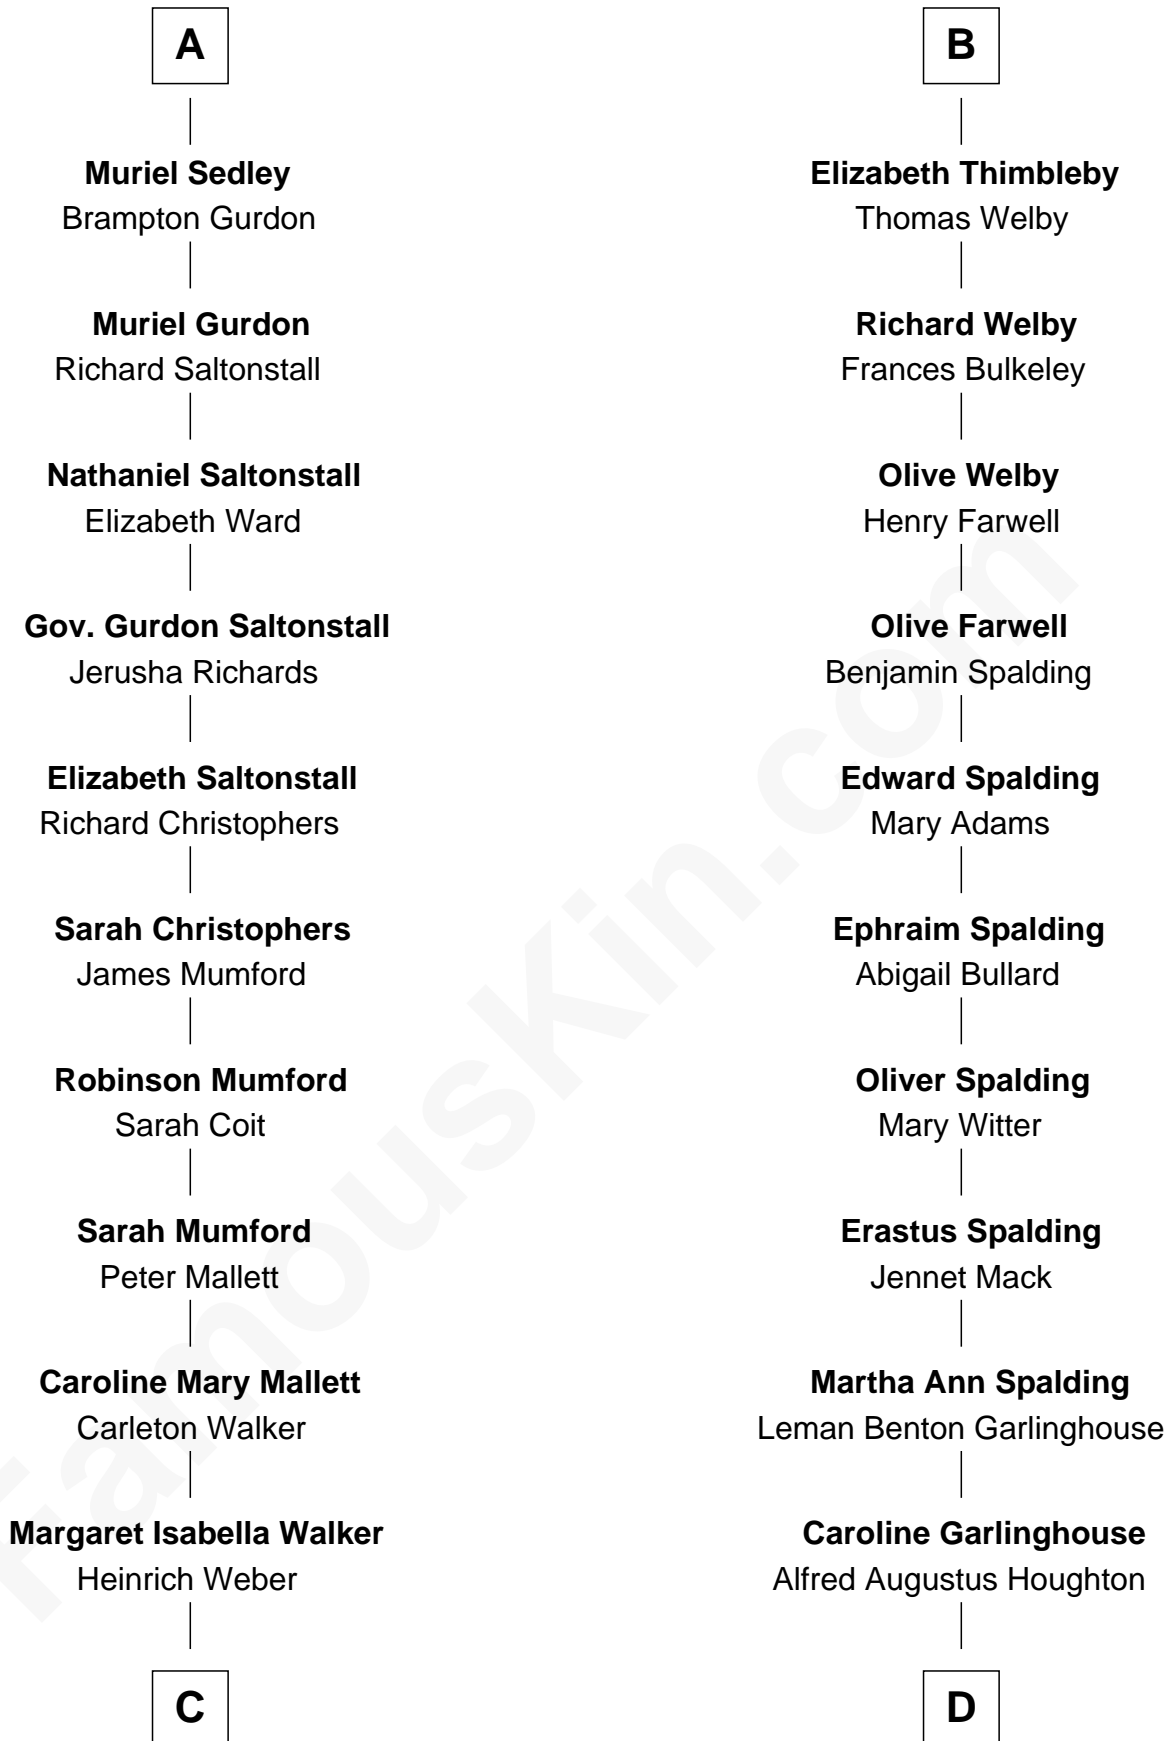 A
Muriel Sedley
Brampton Gurdon
Muriel Gurdon
Richard Saltonstall
Nathaniel Saltonstall
Elizabeth Ward
Gov. Gurdon Saltonstall
Jerusha Richards
Elizabeth Saltonstall
Richard Christophers
Sarah Christophers
James Mumford
Robinson Mumford
Sarah Coit
Sarah Mumford
Peter Mallett
Caroline Mary Mallett
Carleton Walker
Margaret Isabella Walker
Heinrich Weber
C
B
Elizabeth Thimbleby
Thomas Welby
Richard Welby
Frances Bulkeley
Olive Welby
Henry Farwell
Olive Farwell
Benjamin Spalding
Edward Spalding
Mary Adams
Ephraim Spalding
Abigail Bullard
Oliver Spalding
Mary Witter
Erastus Spalding
Jennet Mack
Martha Ann Spalding
Leman Benton Garlinghouse
Caroline Garlinghouse
Alfred Augustus Houghton
D
FamousKin.com